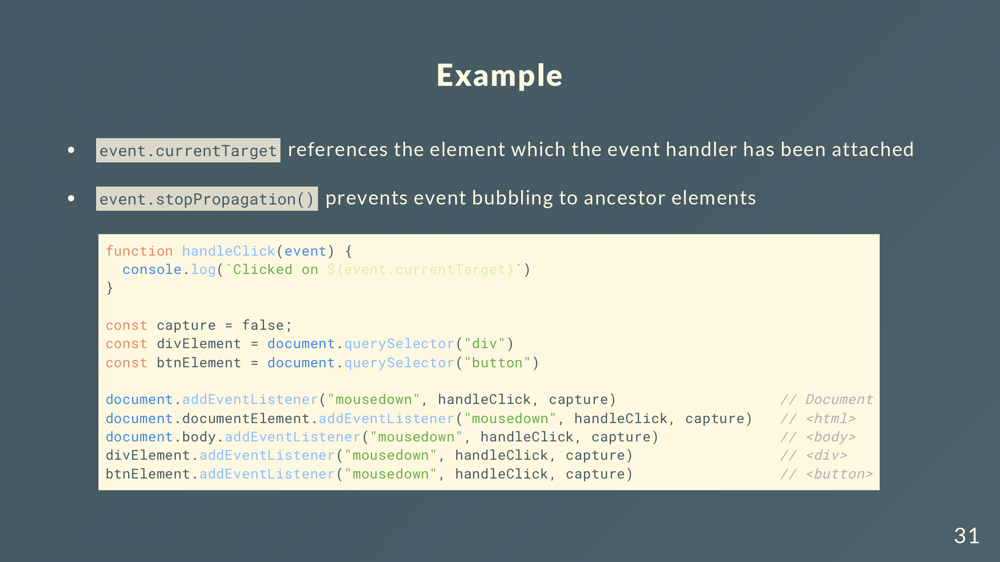 Example
• event.currentTarget references the element which the event handler has been attached
• event.stopPropagation() prevents event bubbling to ancestor elements
function handleClick(event) {
  console.log(`Clicked on ${event.currentTarget}`)
}
const capture = false;
const divElement = document.querySelector("div")
const btnElement = document.querySelector("button")
document.addEventListener("mousedown", handleClick, capture) // Document
document.documentElement.addEventListener("mousedown", handleClick, capture) // <html>
document.body.addEventListener("mousedown", handleClick, capture) // <body>
divElement.addEventListener("mousedown", handleClick, capture) // <div>
btnElement.addEventListener("mousedown", handleClick, capture) // <button>
31